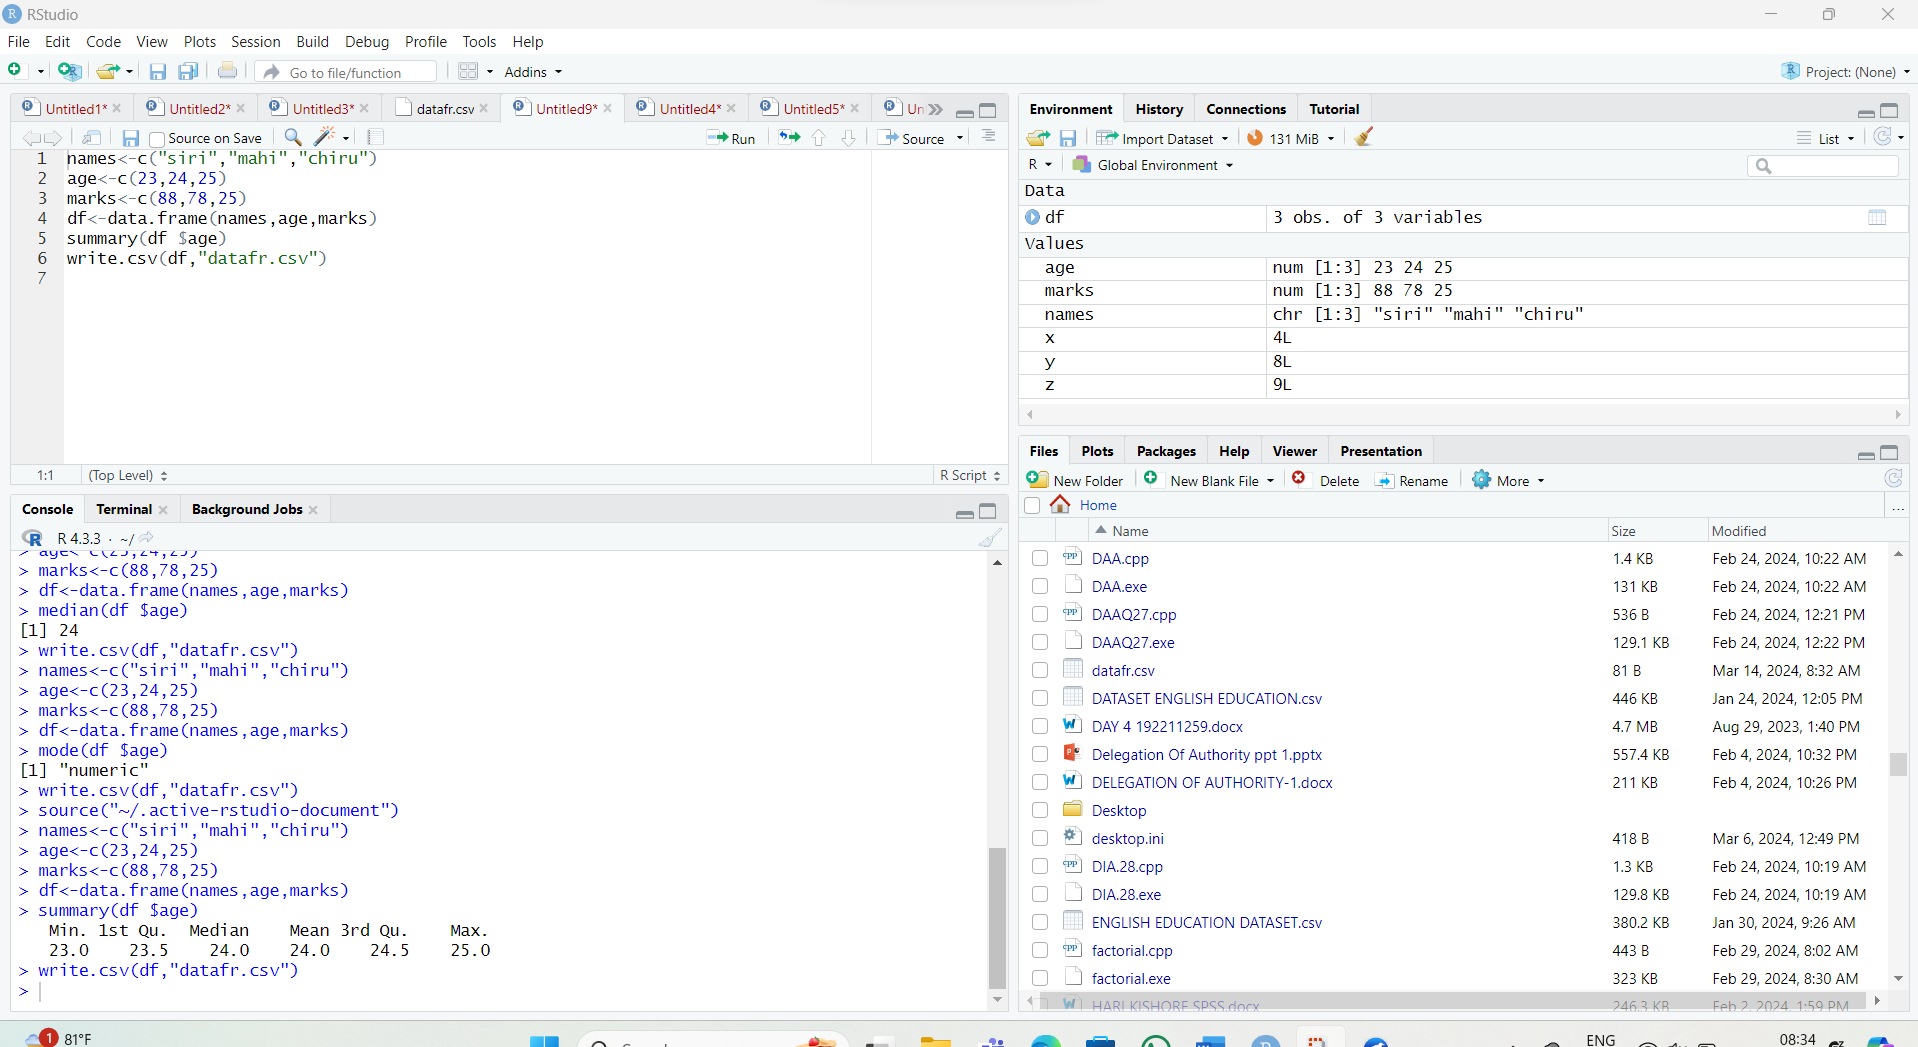 RStudio
File Edit Code View Plots Session Build Debug Profile Tools Help
Go to file/function Addins Project: (None)
Untitled1* Untitled2* Untitled3* datafr.csv Untitled9* Untitled4* Untitled5* Un
Source on Save Run Source
1 names<-c("siri","mahi","chiru")
2 age<-c(23,24,25)
3 marks<-c(88,78,25)
4 df<-data.frame(names,age,marks)
5 summary(df $age)
6 write.csv(df,"datafr.csv")
7
1:1 (Top Level) R Script
Console Terminal Background Jobs
R 4.3.3 · ~/
> age<-c(23,24,25)
> marks<-c(88,78,25)
> df<-data.frame(names,age,marks)
> median(df $age)
[1] 24
> write.csv(df,"datafr.csv")
> names<-c("siri","mahi","chiru")
> age<-c(23,24,25)
> marks<-c(88,78,25)
> df<-data.frame(names,age,marks)
> mode(df $age)
[1] "numeric"
> write.csv(df,"datafr.csv")
> source("~/.active-rstudio-document")
> names<-c("siri","mahi","chiru")
> age<-c(23,24,25)
> marks<-c(88,78,25)
> df<-data.frame(names,age,marks)
> summary(df $age)
Min. 1st Qu. Median Mean 3rd Qu. Max.
23.0 23.5 24.0 24.0 24.5 25.0
> write.csv(df,"datafr.csv")
>
Environment History Connections Tutorial
Import Dataset 131 MiB List
R Global Environment
Data
df 3 obs. of 3 variables
Values
age num [1:3] 23 24 25
marks num [1:3] 88 78 25
names chr [1:3] "siri" "mahi" "chiru"
x 4L
y 8L
z 9L
Files Plots Packages Help Viewer Presentation
New Folder New Blank File Delete Rename More
Home ...
Name Size Modified
DAA.cpp 1.4 KB Feb 24, 2024, 10:22 AM
DAA.exe 131 KB Feb 24, 2024, 10:22 AM
DAAQ27.cpp 536 B Feb 24, 2024, 12:21 PM
DAAQ27.exe 129.1 KB Feb 24, 2024, 12:22 PM
datafr.csv 81 B Mar 14, 2024, 8:32 AM
DATASET ENGLISH EDUCATION.csv 446 KB Jan 24, 2024, 12:05 PM
DAY 4 192211259.docx 4.7 MB Aug 29, 2023, 1:40 PM
Delegation Of Authority ppt 1.pptx 557.4 KB Feb 4, 2024, 10:32 PM
DELEGATION OF AUTHORITY-1.docx 211 KB Feb 4, 2024, 10:26 PM
Desktop
desktop.ini 418 B Mar 6, 2024, 12:49 PM
DIA.28.cpp 1.3 KB Feb 24, 2024, 10:19 AM
DIA.28.exe 129.8 KB Feb 24, 2024, 10:19 AM
ENGLISH EDUCATION DATASET.csv 380.2 KB Jan 30, 2024, 9:26 AM
factorial.cpp 443 B Feb 29, 2024, 8:02 AM
factorial.exe 323 KB Feb 29, 2024, 8:30 AM
HARI KISHORE SPSS.docx 246.3 KB Feb 2, 2024, 1:59 PM
1 81°F ENG 08:34